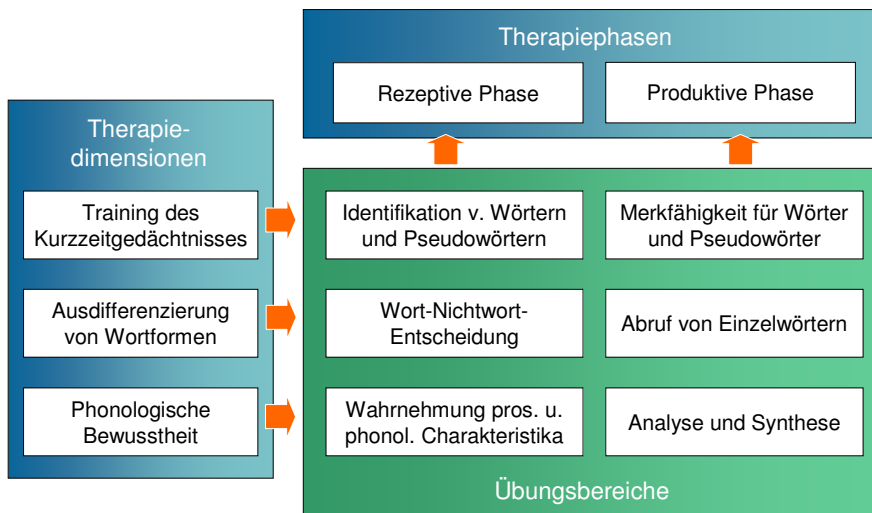 Therapiephasen
Rezeptive Phase
Produktive Phase
Therapie-
dimensionen
Training des
Kurzzeitgedächtnisses
Ausdifferenzierung
von Wortformen
Phonologische
Bewusstheit
Identifikation v. Wörtern
und Pseudowörtern
Merkfähigkeit für Wörter
und Pseudowörter
Wort-Nichtwort-
Entscheidung
Abruf von Einzelwörtern
Wahrnehmung pros. u.
phonol. Charakteristika
Analyse und Synthese
Übungsbereiche